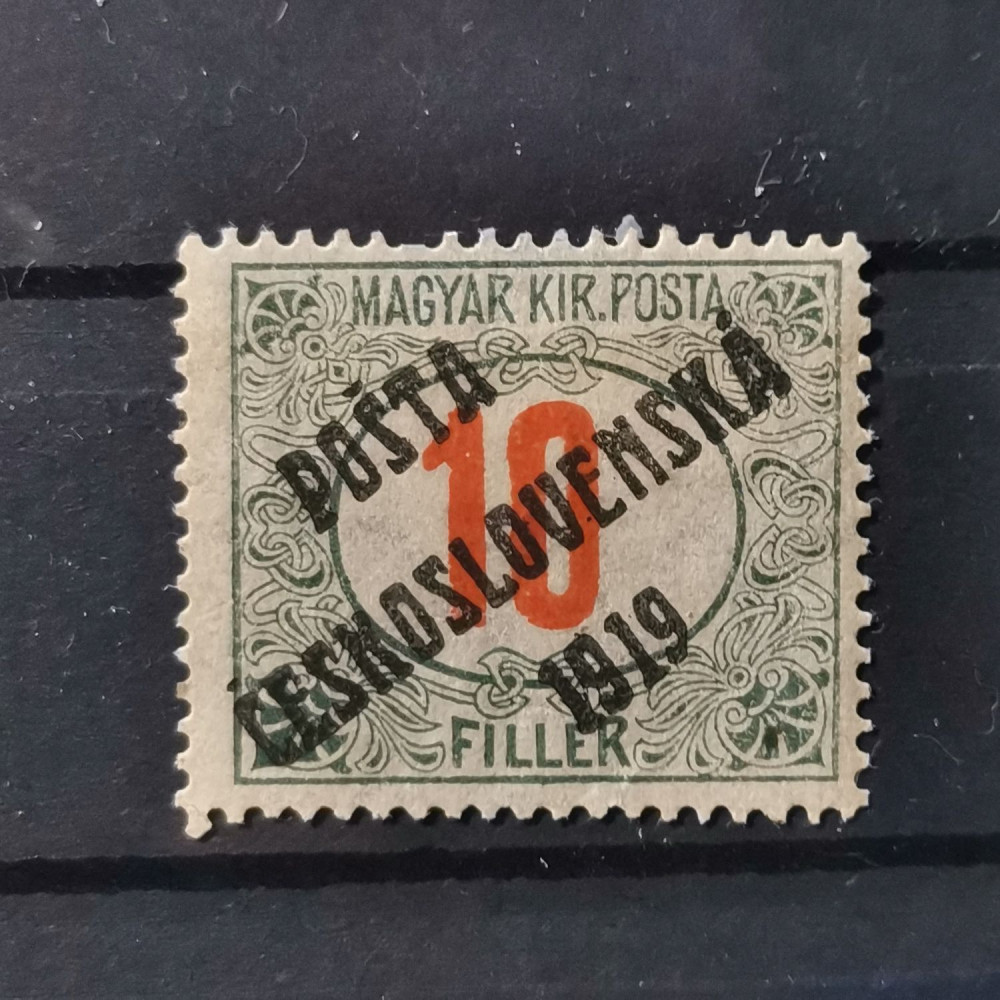 MAGYAR KIR. POSTA
POŠTA
10
ČESKOSLOVENSKÁ
1919
FILLER